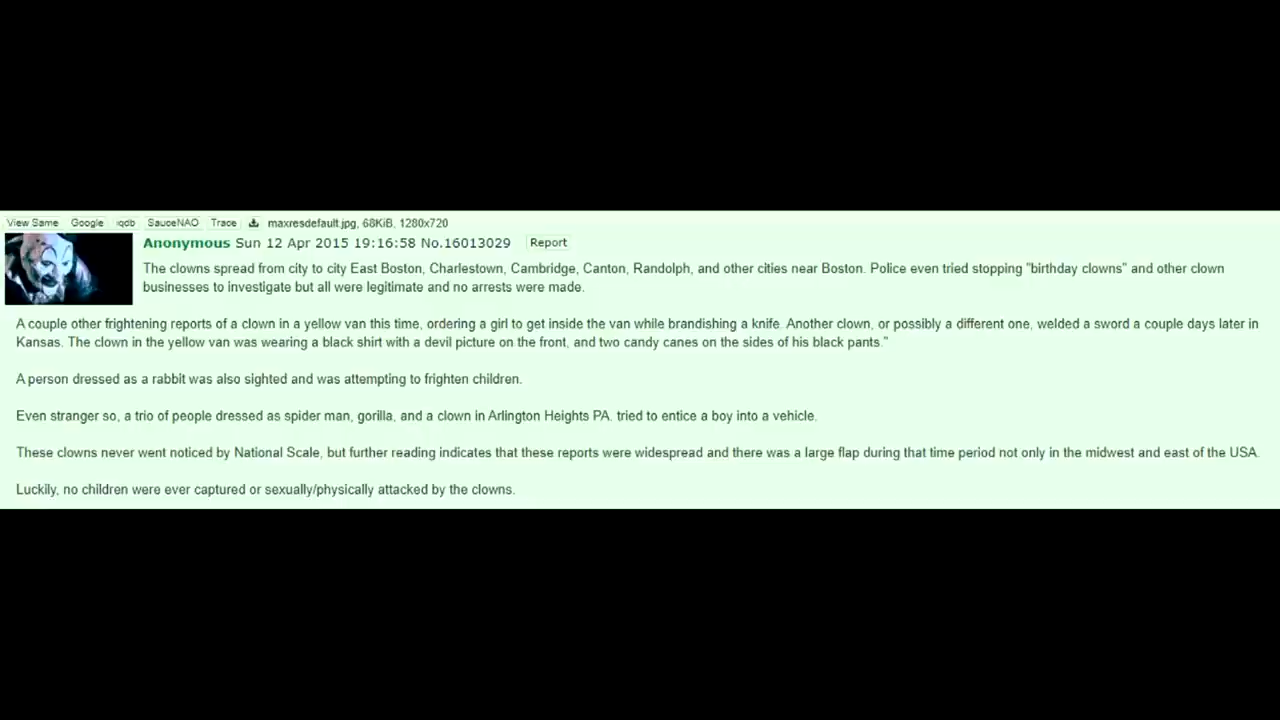 View Same Google iqdb SauceNAO Trace maxresdefault.jpg, 68KiB, 1280x720
Anonymous Sun 12 Apr 2015 19:16:58 No.16013029 Report
The clowns spread from city to city East Boston, Charlestown, Cambridge, Canton, Randolph, and other cities near Boston. Police even tried stopping "birthday clowns" and other clown
businesses to investigate but all were legitimate and no arrests were made.
A couple other frightening reports of a clown in a yellow van this time, ordering a girl to get inside the van while brandishing a knife. Another clown, or possibly a different one, welded a sword a couple days later in
Kansas. The clown in the yellow van was wearing a black shirt with a devil picture on the front, and two candy canes on the sides of his black pants."
A person dressed as a rabbit was also sighted and was attempting to frighten children.
Even stranger so, a trio of people dressed as spider man, gorilla, and a clown in Arlington Heights PA. tried to entice a boy into a vehicle.
These clowns never went noticed by National Scale, but further reading indicates that these reports were widespread and there was a large flap during that time period not only in the midwest and east of the USA.
Luckily, no children were ever captured or sexually/physically attacked by the clowns.